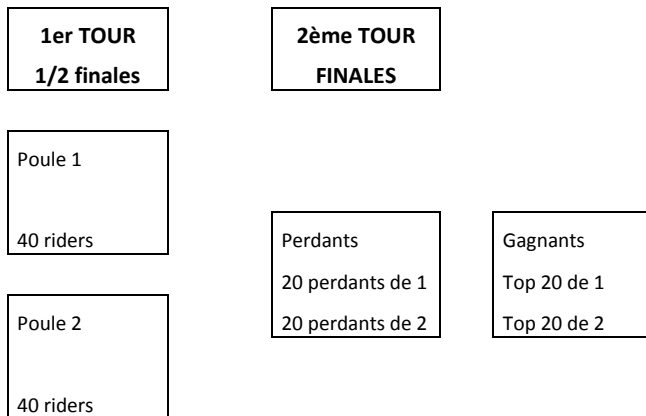 1er TOUR
1/2 finales
2ème TOUR
FINALES
Poule 1
40 riders
Poule 2
40 riders
Perdants
20 perdants de 1
20 perdants de 2
Gagnants
Top 20 de 1
Top 20 de 2